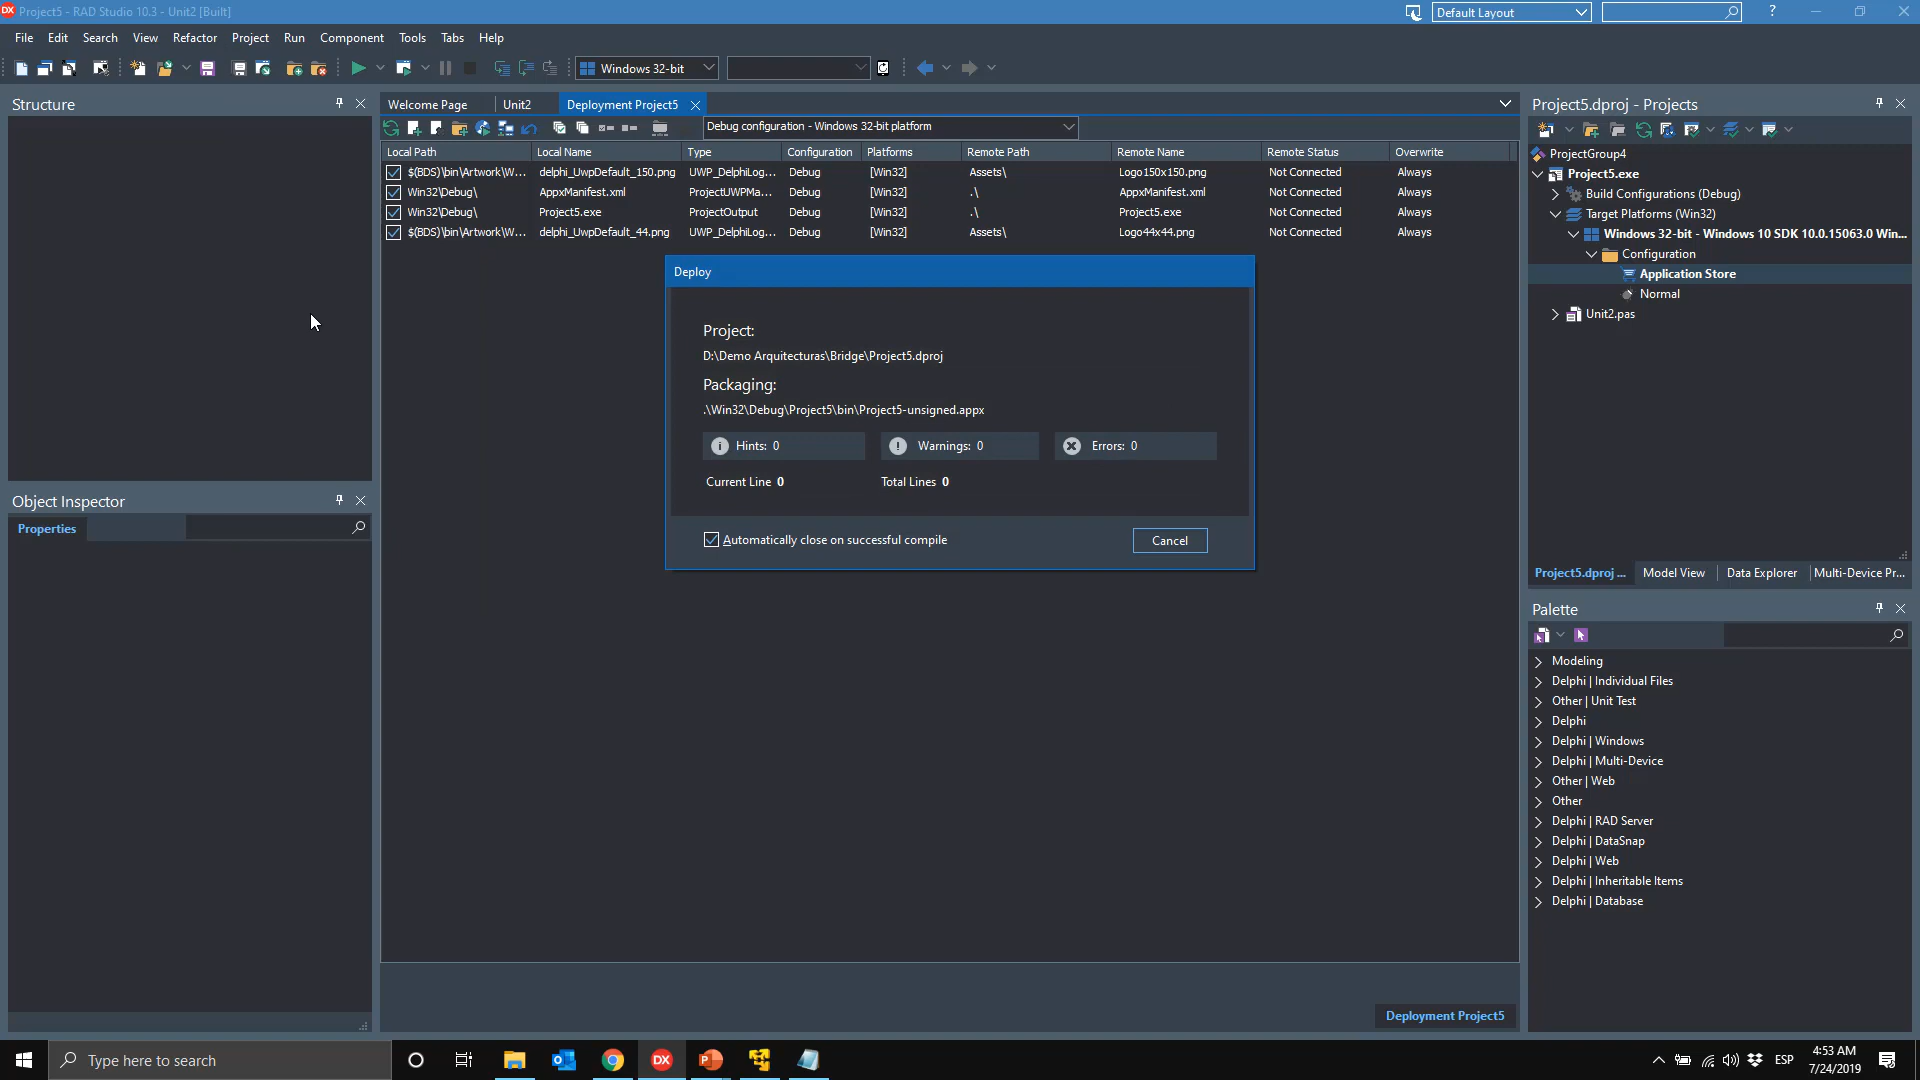 Project5 - RAD Studio 10.3 - Unit2 [Built]
Default Layout
?
File Edit Search View Refactor Project Run Component Tools Tabs Help
Windows 32-bit
Structure
Welcome Page Unit2 Deployment Project5
Project5.dproj - Projects
Debug configuration - Windows 32-bit platform
Local Path Local Name Type Configuration Platforms Remote Path Remote Name Remote Status Overwrite
$(BDS)\bin\Artwork\W... delphi_UwpDefault_150.png UWP_DelphiLog... Debug [Win32] Assets\ Logo150x150.png Not Connected Always
Win32\Debug\ AppxManifest.xml ProjectUWPMa... Debug [Win32] .\ AppxManifest.xml Not Connected Always
Win32\Debug\ Project5.exe ProjectOutput Debug [Win32] .\ Project5.exe Not Connected Always
$(BDS)\bin\Artwork\W... delphi_UwpDefault_44.png UWP_DelphiLog... Debug [Win32] Assets\ Logo44x44.png Not Connected Always
ProjectGroup4
Project5.exe
Build Configurations (Debug)
Target Platforms (Win32)
Windows 32-bit - Windows 10 SDK 10.0.15063.0 Win...
Configuration
Application Store
Normal
Unit2.pas
Deploy
Project:
D:\Demo Arquitecturas\Bridge\Project5.dproj
Packaging:
.\Win32\Debug\Project5\bin\Project5-unsigned.appx
Hints: 0 Warnings: 0 Errors: 0
Current Line 0 Total Lines 0
Automatically close on successful compile
Cancel
Object Inspector
Properties
Project5.dproj ... Model View Data Explorer Multi-Device Pr...
Palette
Modeling
Delphi | Individual Files
Other | Unit Test
Delphi
Delphi | Windows
Delphi | Multi-Device
Other | Web
Other
Delphi | RAD Server
Delphi | DataSnap
Delphi | Web
Delphi | Inheritable Items
Delphi | Database
Deployment Project5
Type here to search
DX
ESP
4:53 AM
7/24/2019